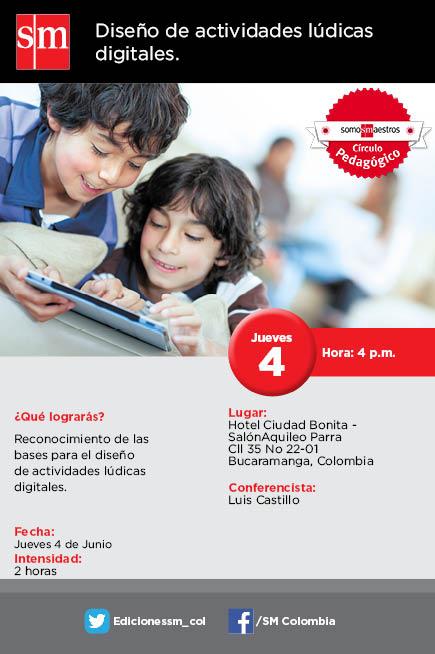 sm
Diseño de actividades lúdicas
digitales.
somosmaestros
Círculo
Pedagógico
Jueves
4
Hora: 4 p.m.
¿Qué lograrás?
Reconocimiento de las
bases para el diseño
de actividades lúdicas
digitales.
Fecha:
Jueves 4 de Junio
Intensidad:
2 horas
Lugar:
Hotel Ciudad Bonita -
SalónAquileo Parra
Cll 35 No 22-01
Bucaramanga, Colombia
Conferencista:
Luis Castillo
Edicionessm_col
/SM Colombia